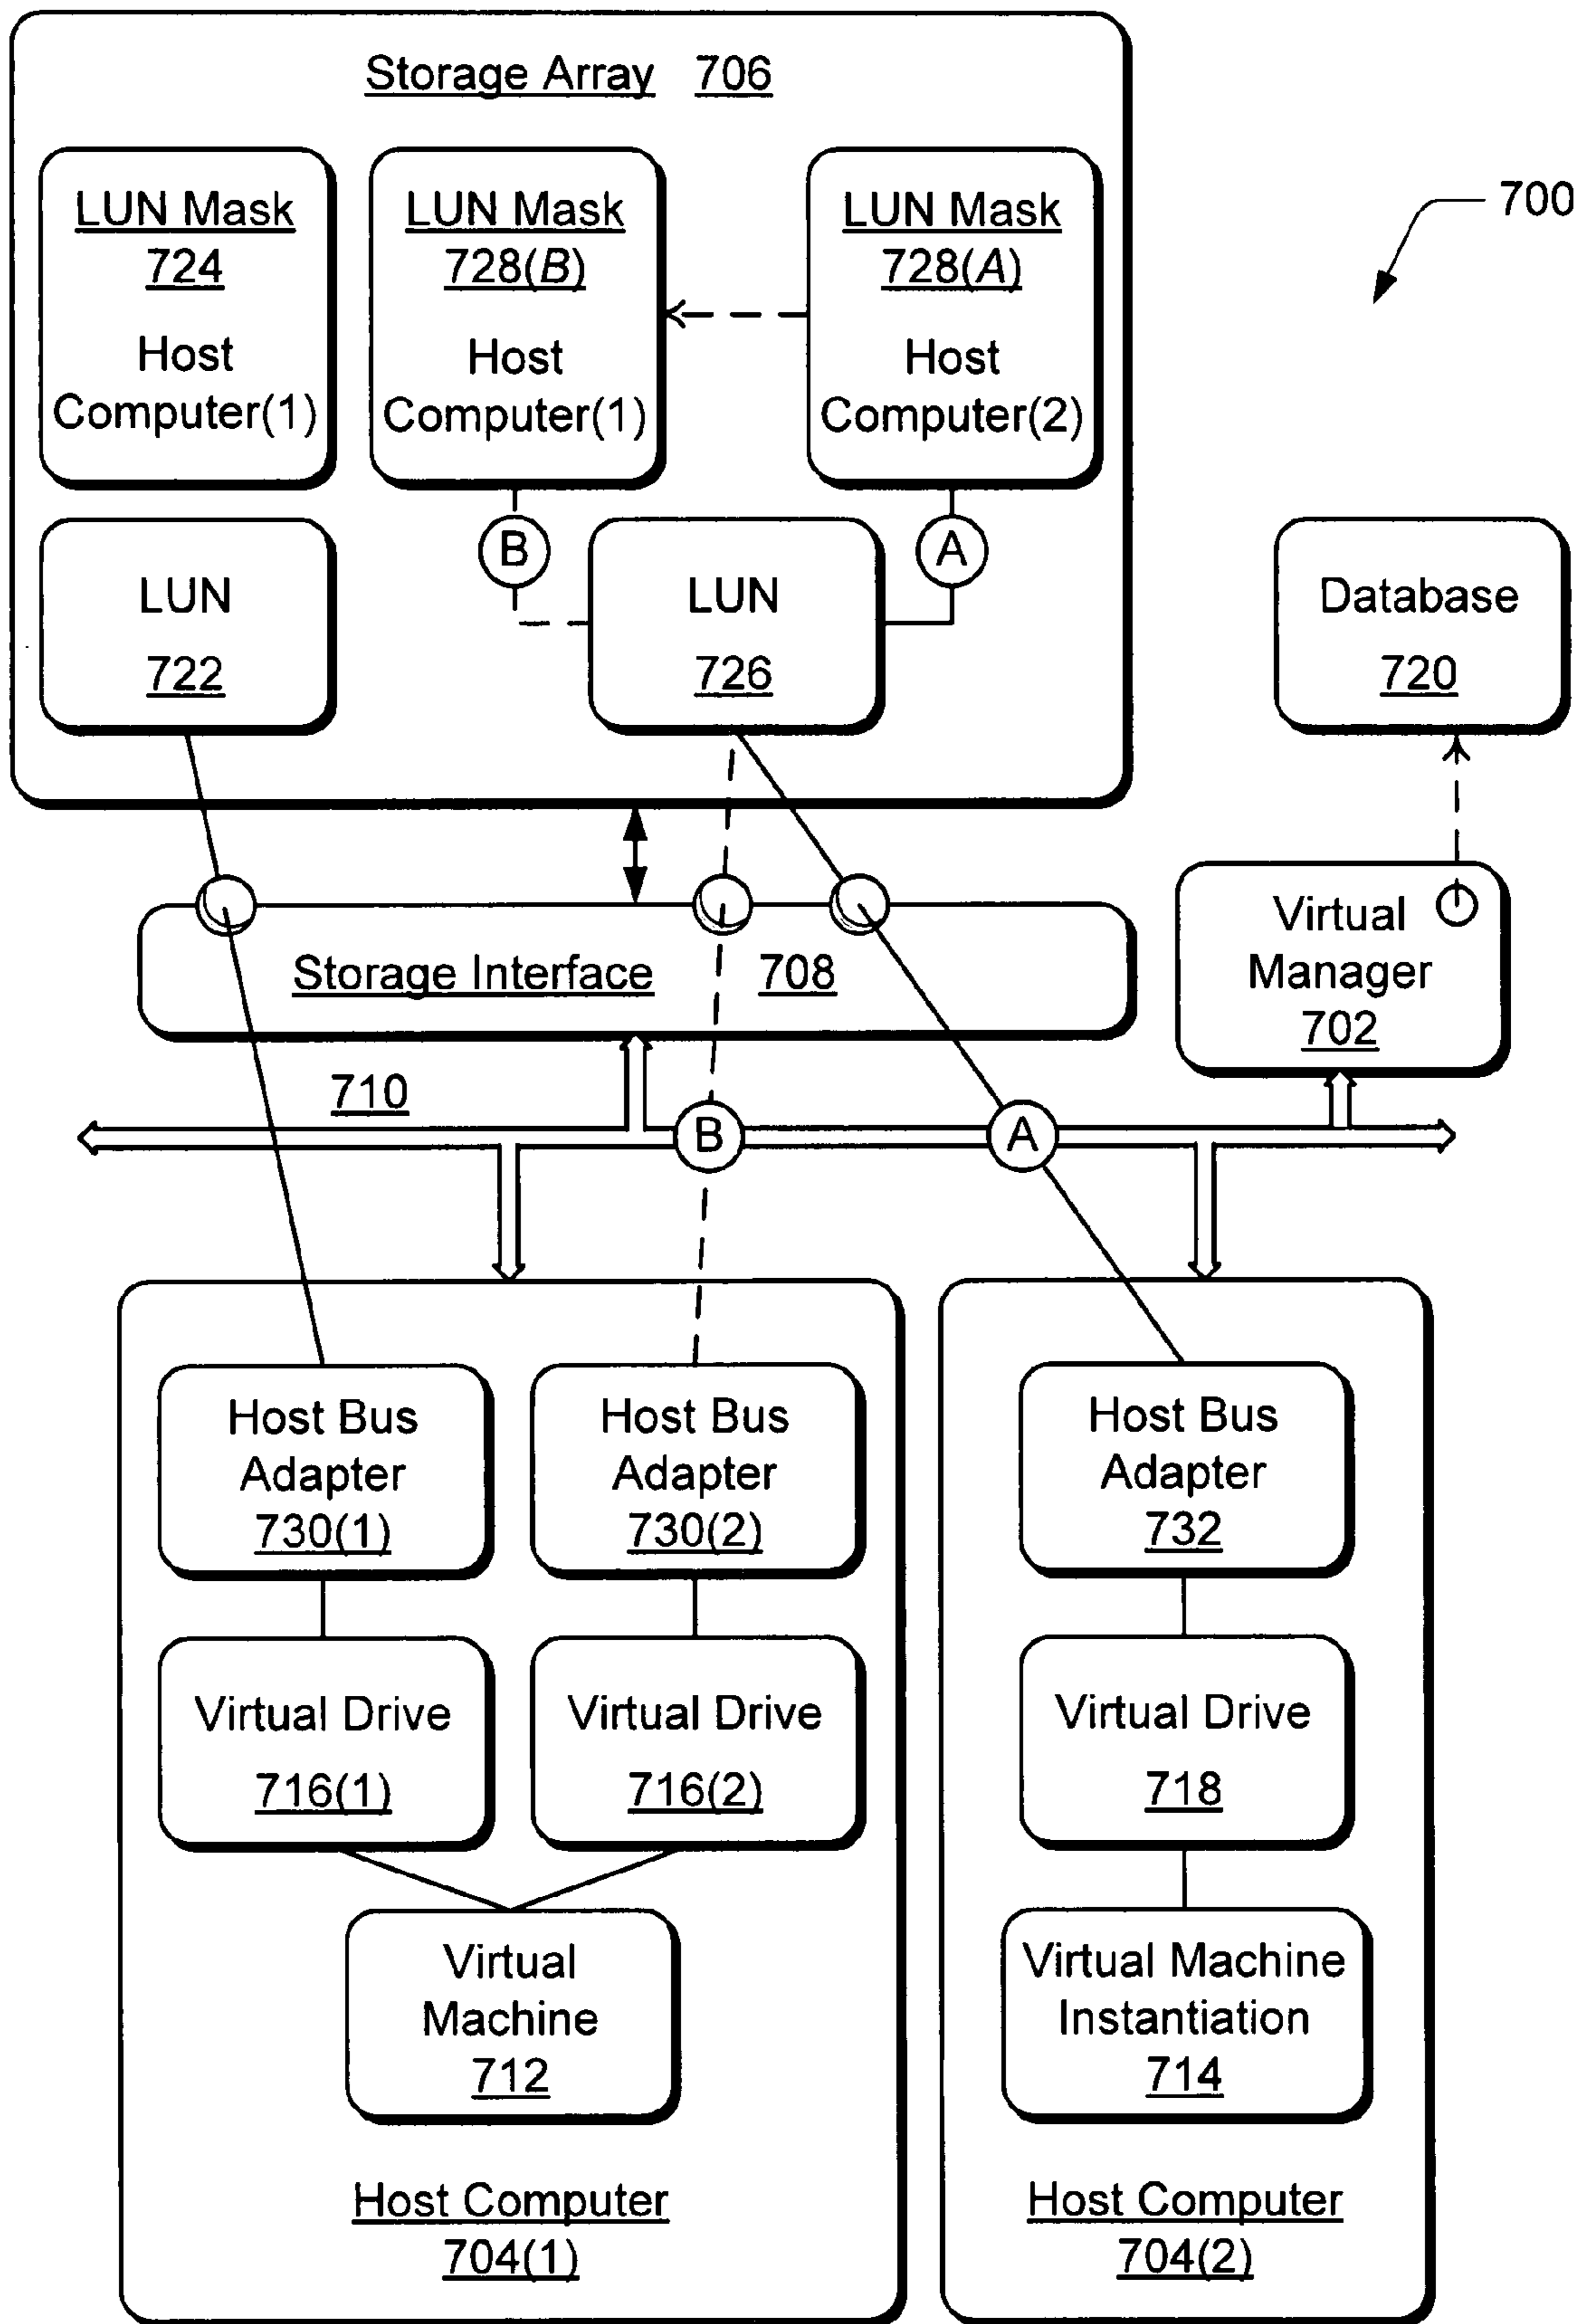 Storage Array 706
LUN Mask
724
Host
Computer(1)
LUN Mask
728(B)
Host
Computer(1)
LUN Mask
728(A)
Host
Computer(2)
700
B
A
LUN
722
LUN
726
Database
720
Virtual
Manager
702
Storage Interface 708
710
B
A
Host Bus
Adapter
730(1)
Host Bus
Adapter
730(2)
Host Bus
Adapter
732
Virtual Drive
716(1)
Virtual Drive
716(2)
Virtual Drive
718
Virtual
Machine
712
Virtual Machine
Instantiation
714
Host Computer
704(1)
Host Computer
704(2)